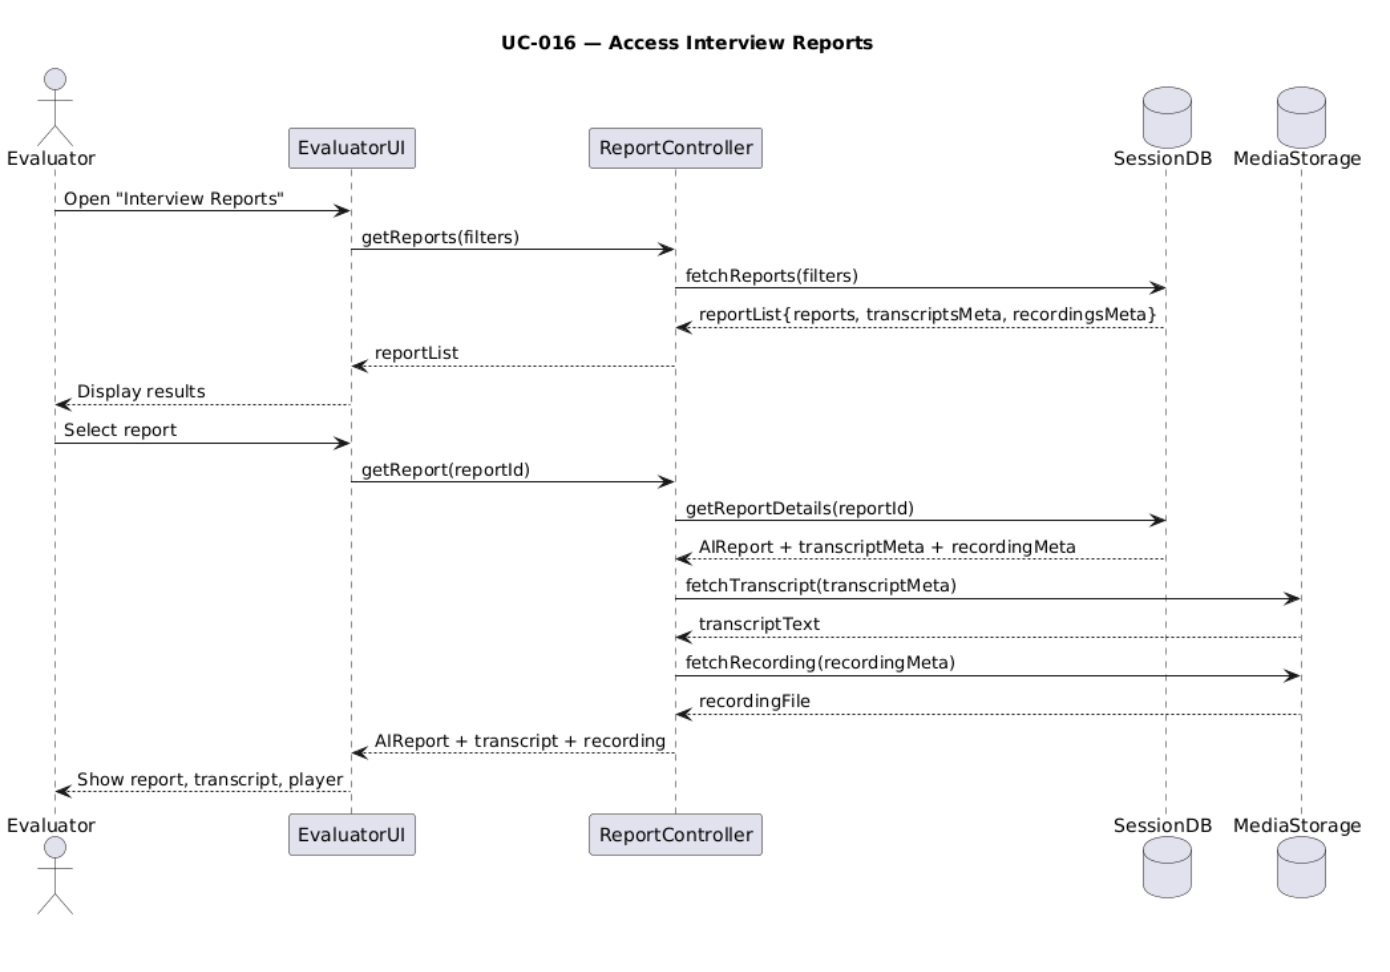 UC-016 — Access Interview Reports
Evaluator
EvaluatorUI
ReportController
SessionDB
MediaStorage
Open "Interview Reports"
getReports(filters)
fetchReports(filters)
reportList{reports, transcriptsMeta, recordingsMeta}
reportList
Display results
Select report
getReport(reportId)
getReportDetails(reportId)
AIReport + transcriptMeta + recordingMeta
fetchTranscript(transcriptMeta)
transcriptText
fetchRecording(recordingMeta)
recordingFile
AIReport + transcript + recording
Show report, transcript, player
Evaluator
EvaluatorUI
ReportController
SessionDB
MediaStorage